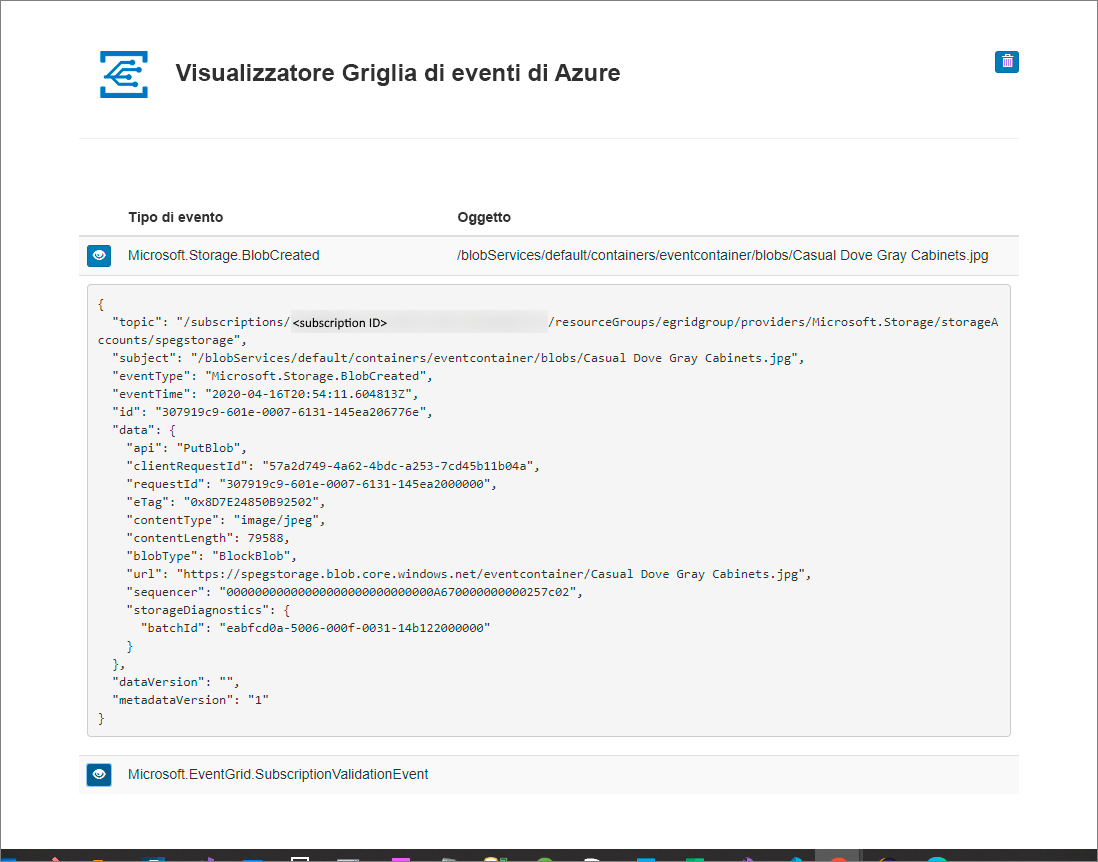 Visualizzatore Griglia di eventi di Azure
Tipo di evento Oggetto
Microsoft.Storage.BlobCreated /blobServices/default/containers/eventcontainer/blobs/Casual Dove Gray Cabinets.jpg
{
"topic": "/subscriptions/ <subscription ID> /resourceGroups/egridgroup/providers/Microsoft.Storage/storageA
ccounts/spegstorage",
"subject": "/blobServices/default/containers/eventcontainer/blobs/Casual Dove Gray Cabinets.jpg",
"eventType": "Microsoft.Storage.BlobCreated",
"eventTime": "2020-04-16T20:54:11.604813Z",
"id": "307919c9-601e-0007-6131-145ea206776e",
"data": {
"api": "PutBlob",
"clientRequestId": "57a2d749-4a62-4bdc-a253-7cd45b11b04a",
"requestId": "307919c9-601e-0007-6131-145ea2000000",
"eTag": "0x8D7E24850B92502",
"contentType": "image/jpeg",
"contentLength": 79588,
"blobType": "BlockBlob",
"url": "https://spegstorage.blob.core.windows.net/eventcontainer/Casual Dove Gray Cabinets.jpg",
"sequencer": "00000000000000000000000000000A670000000000257c02",
"storageDiagnostics": {
"batchId": "eabfcd0a-5006-000f-0031-14b122000000"
}
},
"dataVersion": "",
"metadataVersion": "1"
}
Microsoft.EventGrid.SubscriptionValidationEvent